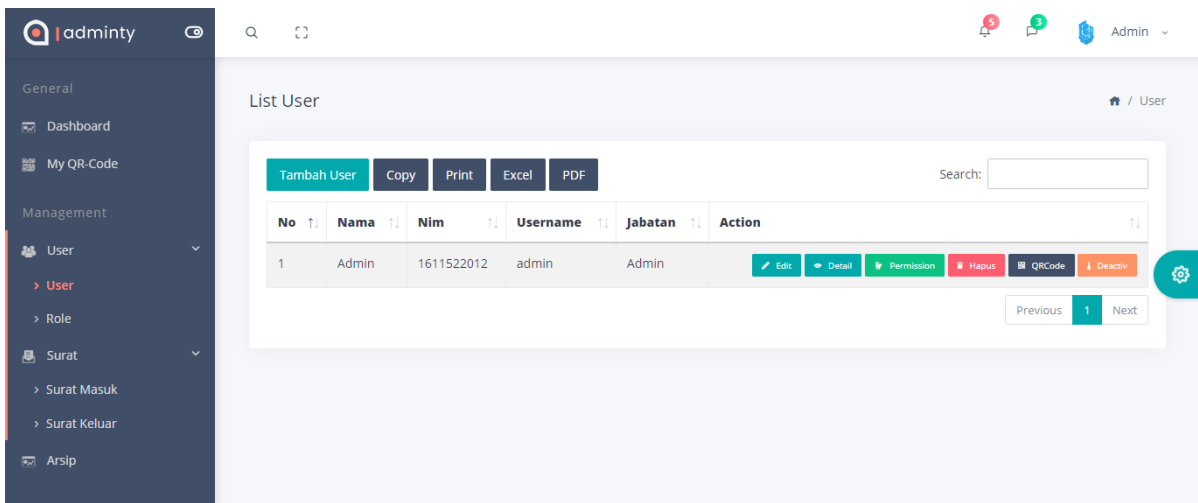 adminty
5
3
Admin
General
Dashboard
My QR-Code
Management
User
User
Role
Surat
Surat Masuk
Surat Keluar
Arsip
List User
/ User
Tambah User Copy Print Excel PDF
Search:
No Nama Nim Username Jabatan Action
1 Admin 1611522012 admin Admin Edit Detail Permission Hapus QRCode Deactiv
Previous 1 Next